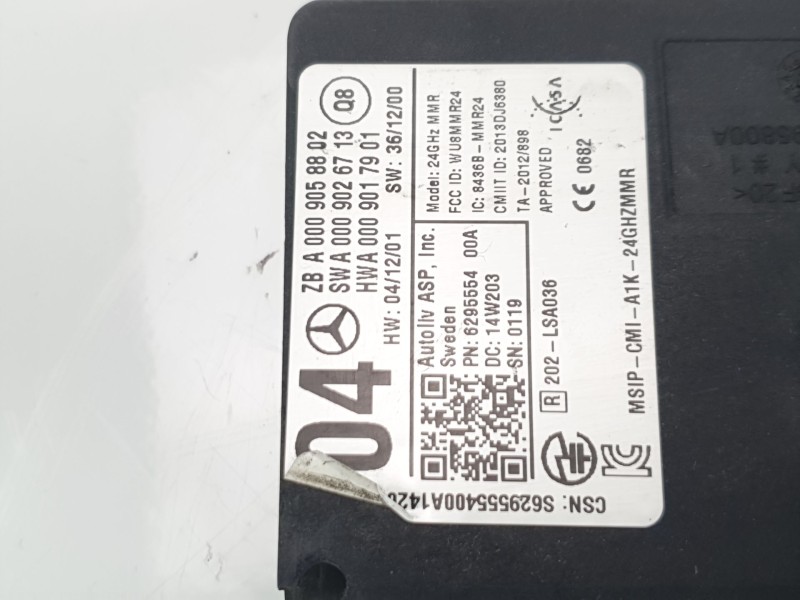 04
ZB A 000 905 88 02
SW A 000 902 67 13
HW A 000 901 79 01
Q8
HW: 04/12/01 SW: 36/12/00
Autoliv ASP, Inc.
Sweden
PN: 6295554 00A
DC: 14W203
SN: 0119
Model: 24GHz MMR
FCC ID: WU8MMR24
IC: 8436B-MMR24
CMIIT ID: 2013DJ6380
TA-2012/898
APPROVED
ICASA
R 202-LSA036
CE 0682
MSIP-CMI-A1K-24GHZMMR
CSN: S629555400A142